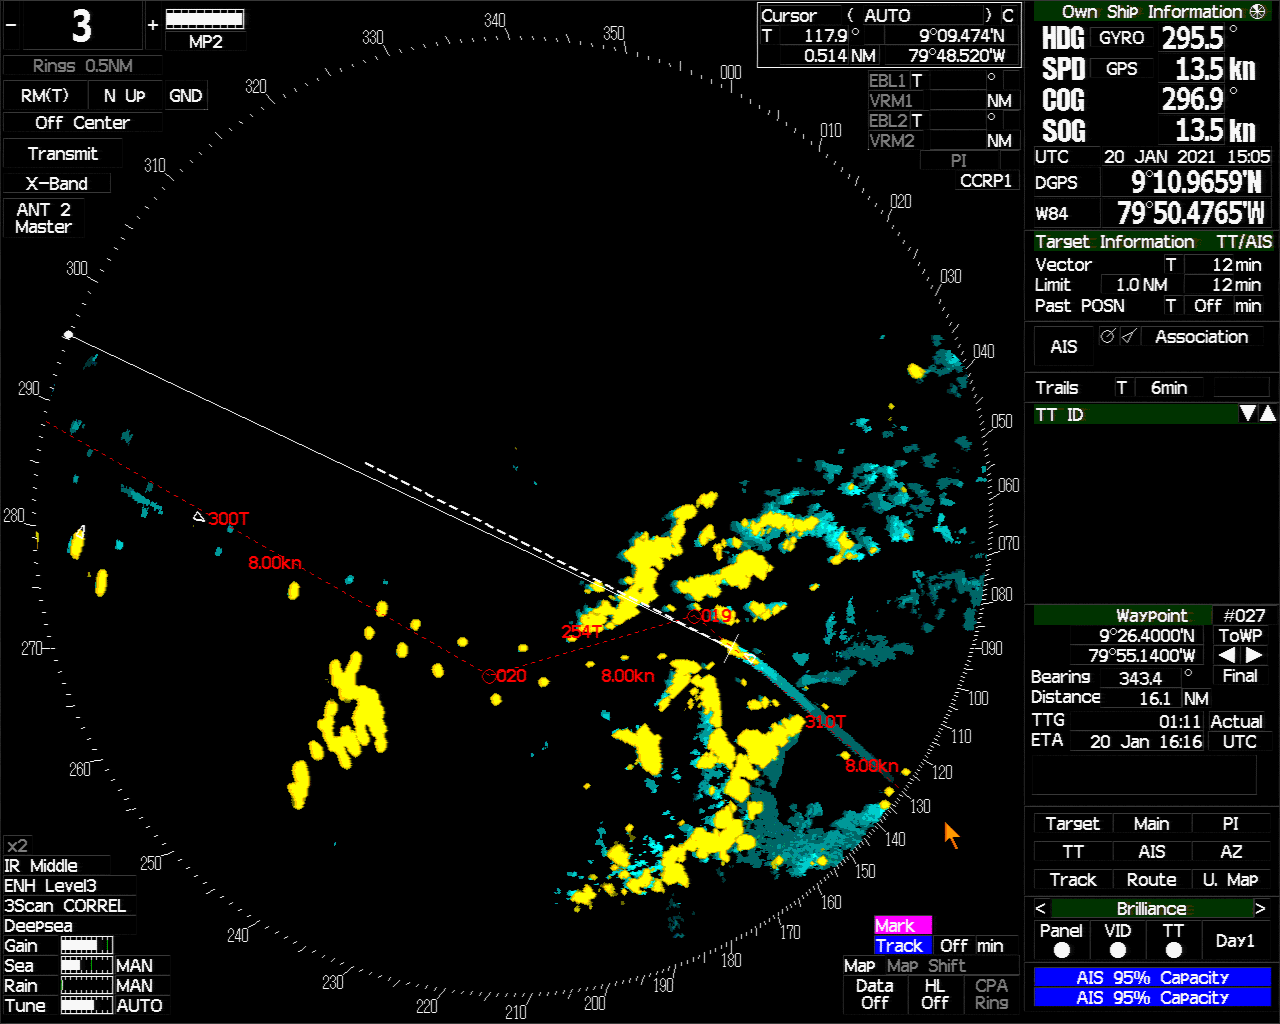 - 3 +
MP2
Rings 0.5NM
RM(T) N Up GND
Off Center
Transmit
X-Band
ANT 2
Master
Cursor ( AUTO ) C
T 117.9° 9°09.474'N
0.514 NM 79°48.520'W
EBL1 T °
VRM1 NM
EBL2 T °
VRM2 NM
PI
CCRP1
340
350
000
010
020
030
040
050
060
070
080
090
100
110
120
130
140
150
160
170
180
190
200
210
220
230
240
250
260
270
280
290
300
310
320
330
300T
8.00kn
254T
019
020
8.00kn
310T
8.00kn
x2
IR Middle
ENH Level3
3Scan CORREL
Deepsea
Gain
Sea MAN
Rain MAN
Tune AUTO
Mark
Track Off min
Map Map Shift
Data Off
HL Off
CPA Ring
Own Ship Information
HDG GYRO 295.5°
SPD GPS 13.5 kn
COG 296.9°
SOG 13.5 kn
UTC 20 JAN 2021 15:05
DGPS 9°10.9659'N
W84 79°50.4765'W
Target Information TT/AIS
Vector T 12 min
Limit 1.0 NM 12 min
Past POSN T Off min
AIS Association
Trails T 6min
TT ID
Waypoint #027
9°26.4000'N ToWP
79°55.1400'W
Bearing 343.4 ° Final
Distance 16.1 NM
TTG 01:11 Actual
ETA 20 Jan 16:16 UTC
Target Main PI
TT AIS AZ
Track Route U. Map
< Brilliance >
Panel VID TT Day1
AIS 95% Capacity
AIS 95% Capacity